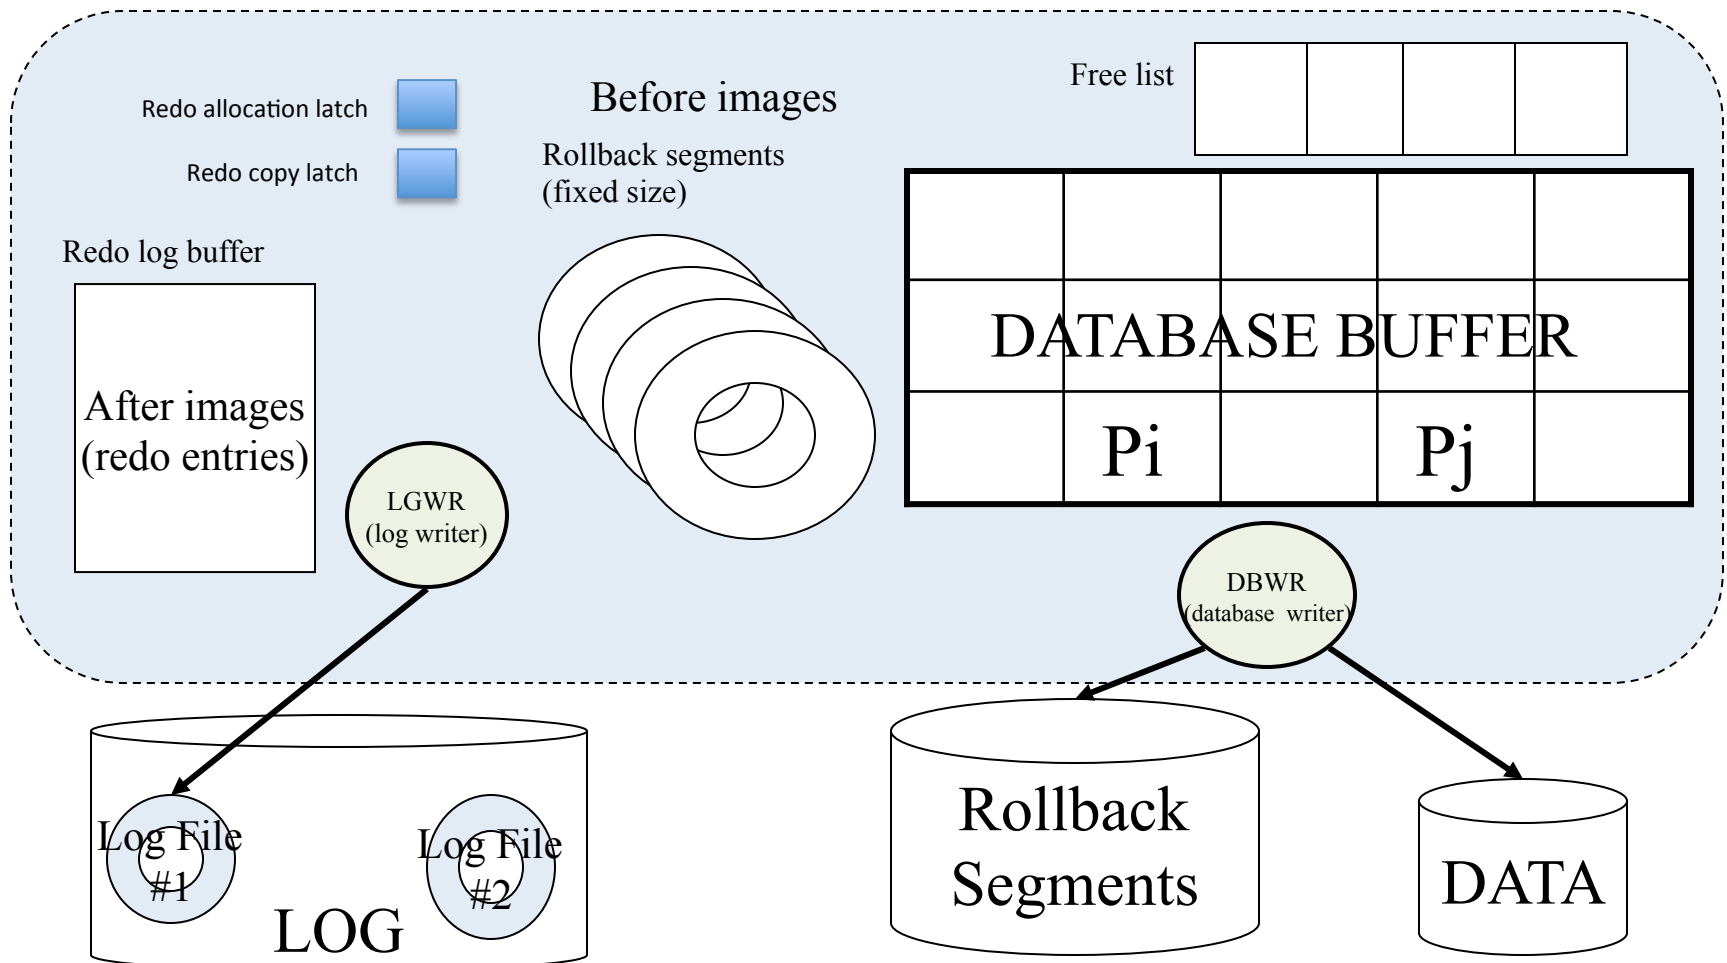 Free list
Redo allocation latch
Before images
Redo copy latch
Rollback segments
(fixed size)
Redo log buffer
DATABASE BUFFER
After images
(redo entries)
Pi
Pj
LGWR
(log writer)
DBWR
(database writer)
Log File
#1
Log File
#2
LOG
Rollback
Segments
DATA